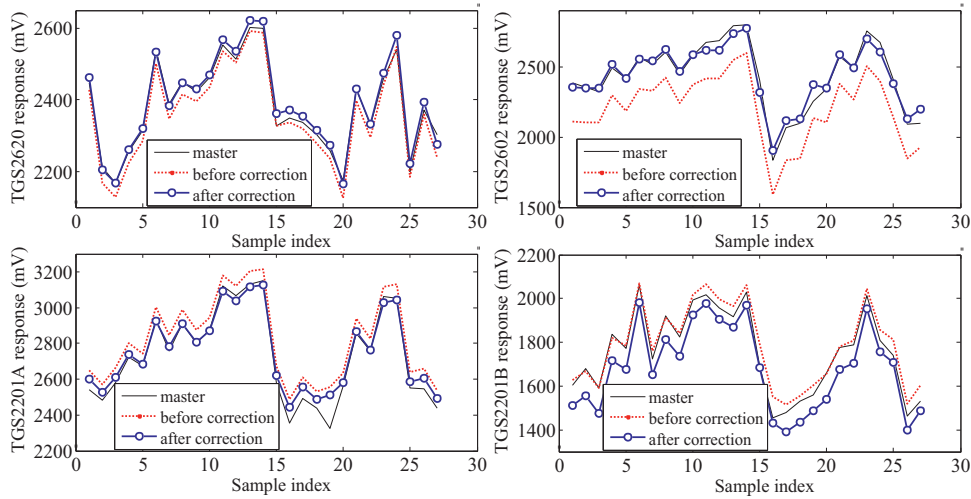 TGS2620 response (mV)
2600
2400
2200
0
5
10
15
20
25
30
Sample index
master
before correction
after correction
TGS2602 response (mV)
2500
2000
1500
0
5
10
15
20
25
30
Sample index
master
before correction
after correction
TGS2201A response (mV)
3200
3000
2800
2600
2400
2200
0
5
10
15
20
25
30
Sample index
master
before correction
after correction
TGS2201B response (mV)
2200
2000
1800
1600
1400
0
5
10
15
20
25
30
Sample index
master
before correction
after correction